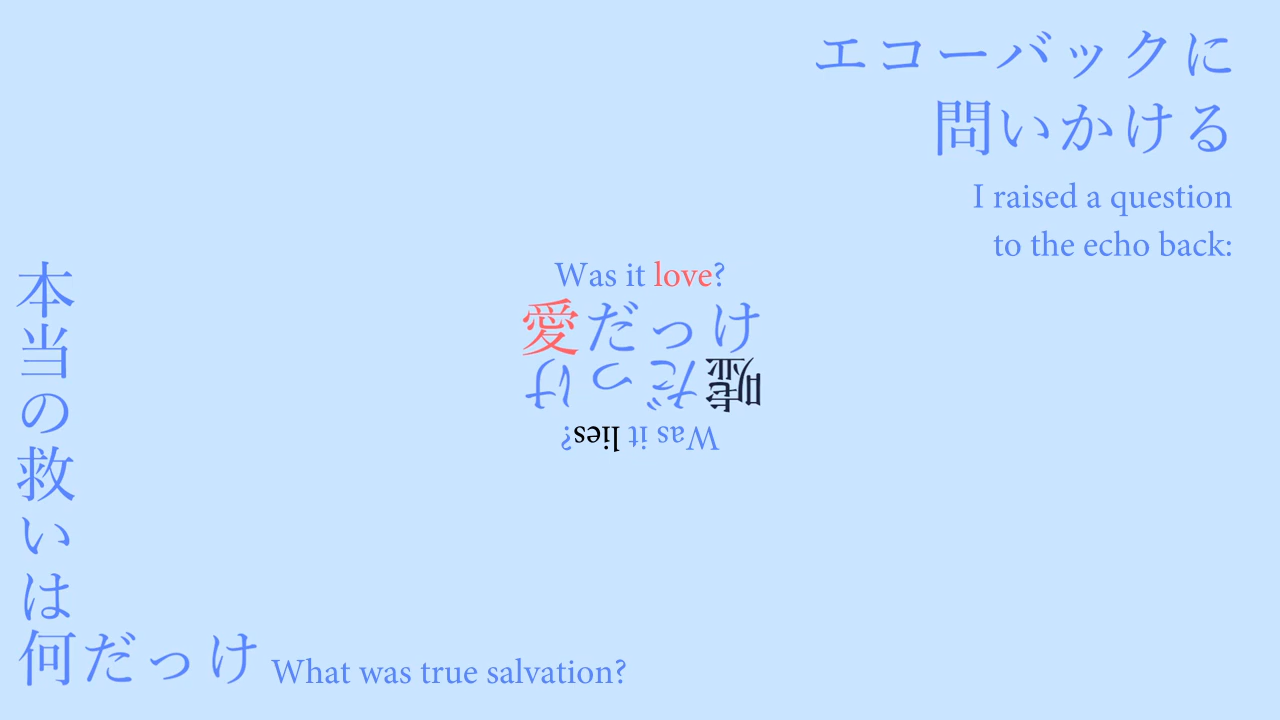 エコーバックに
問いかける
I raised a question
to the echo back:
Was it love?
愛だっけ
嘘だっけ
Was it lies?
本当の救いは
何だっけ
What was true salvation?